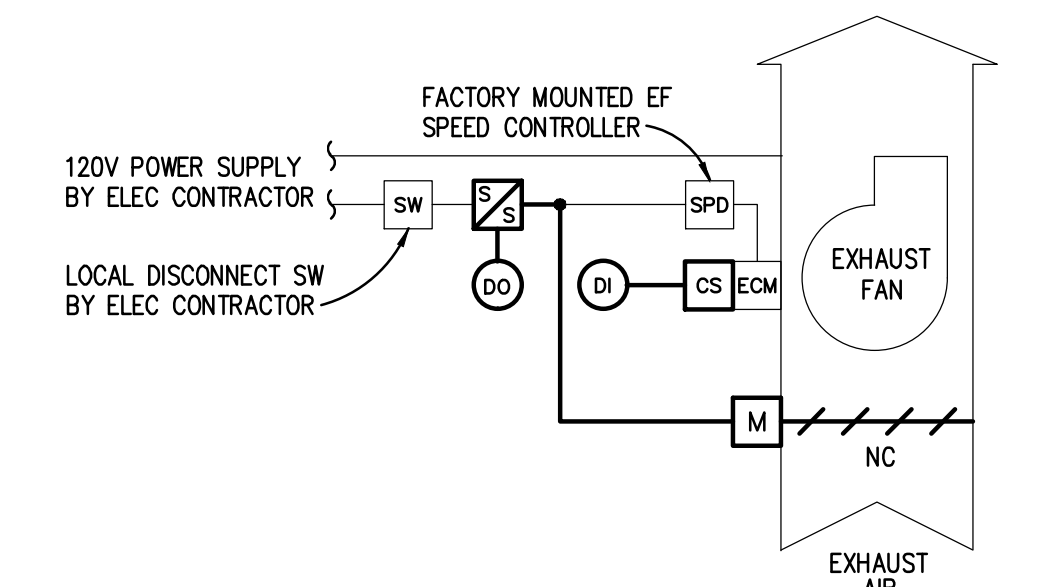 FACTORY MOUNTED EF
SPEED CONTROLLER
120V POWER SUPPLY
BY ELEC CONTRACTOR
SW
S
S
SPD
LOCAL DISCONNECT SW
BY ELEC CONTRACTOR
DO
DI
CS
ECM
EXHAUST
FAN
M
NC
EXHAUST
AIR